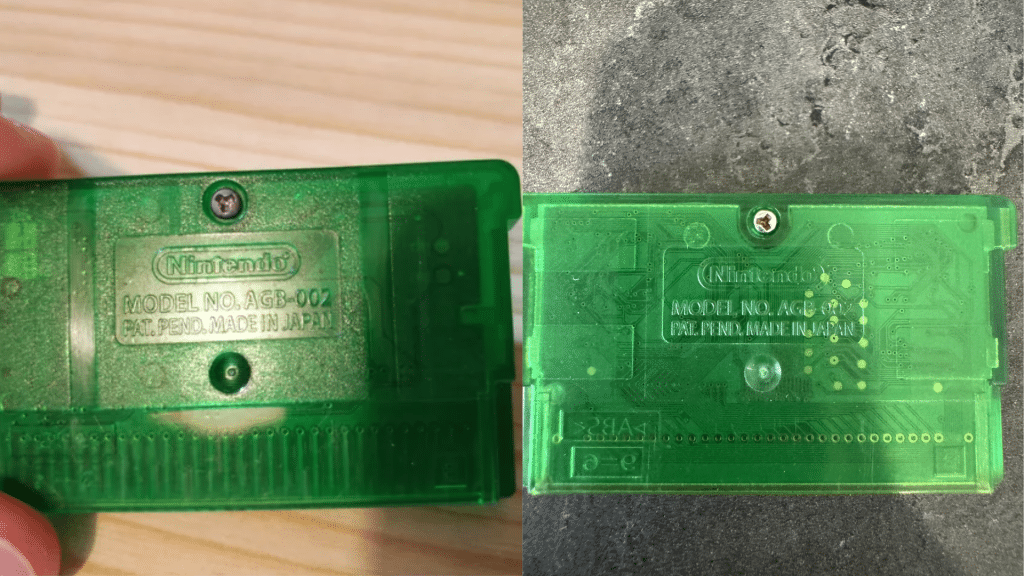 Nintendo
MODEL NO. AGB-002
PAT. PEND. MADE IN JAPAN
Nintendo
MODEL NO. AGB-002
PAT. PEND. MADE IN JAPAN
>ABS<